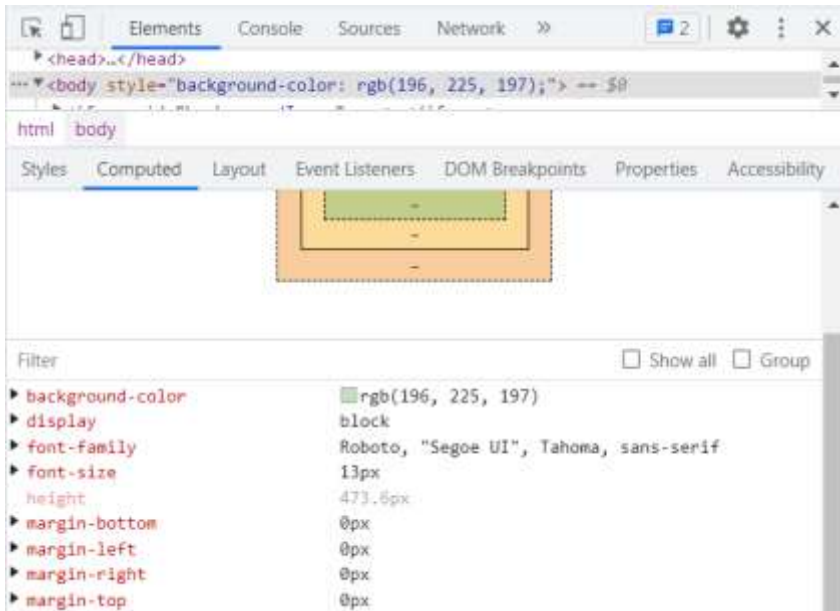 Elements Console Sources Network » 2
<head>…</head>
<body style="background-color: rgb(196, 225, 197);"> == $0
html body
Styles Computed Layout Event Listeners DOM Breakpoints Properties Accessibility
Filter Show all Group
background-color rgb(196, 225, 197)
display block
font-family Roboto, "Segoe UI", Tahoma, sans-serif
font-size 13px
height 473.6px
margin-bottom 0px
margin-left 0px
margin-right 0px
margin-top 0px